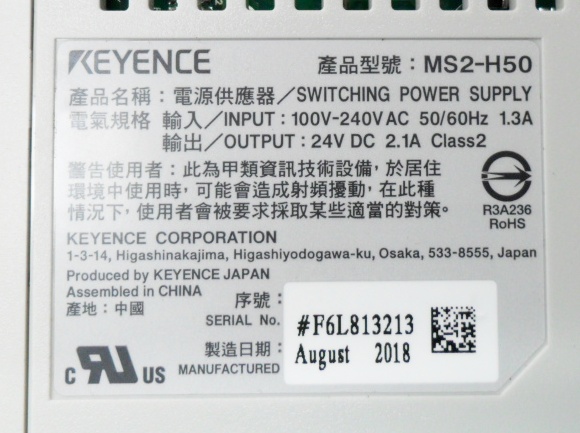 KEYENCE 產品型號：MS2-H50
產品名稱：電源供應器／SWITCHING POWER SUPPLY
電氣規格 輸入／INPUT：100V-240V AC 50/60Hz 1.3A
輸出／OUTPUT：24V DC 2.1A Class2
警告使用者：此為甲類資訊技術設備，於居住
環境中使用時，可能會造成射頻擾動，在此種
情況下，使用者會被要求採取某些適當的對策。
R3A236
RoHS
KEYENCE CORPORATION
1-3-14, Higashinakajima, Higashiyodogawa-ku, Osaka, 533-8555, Japan
Produced by KEYENCE JAPAN
Assembled in CHINA
產地：中國
序號：
SERIAL No.
#F6L813213
製造日期：
MANUFACTURED
August 2018
c RU US